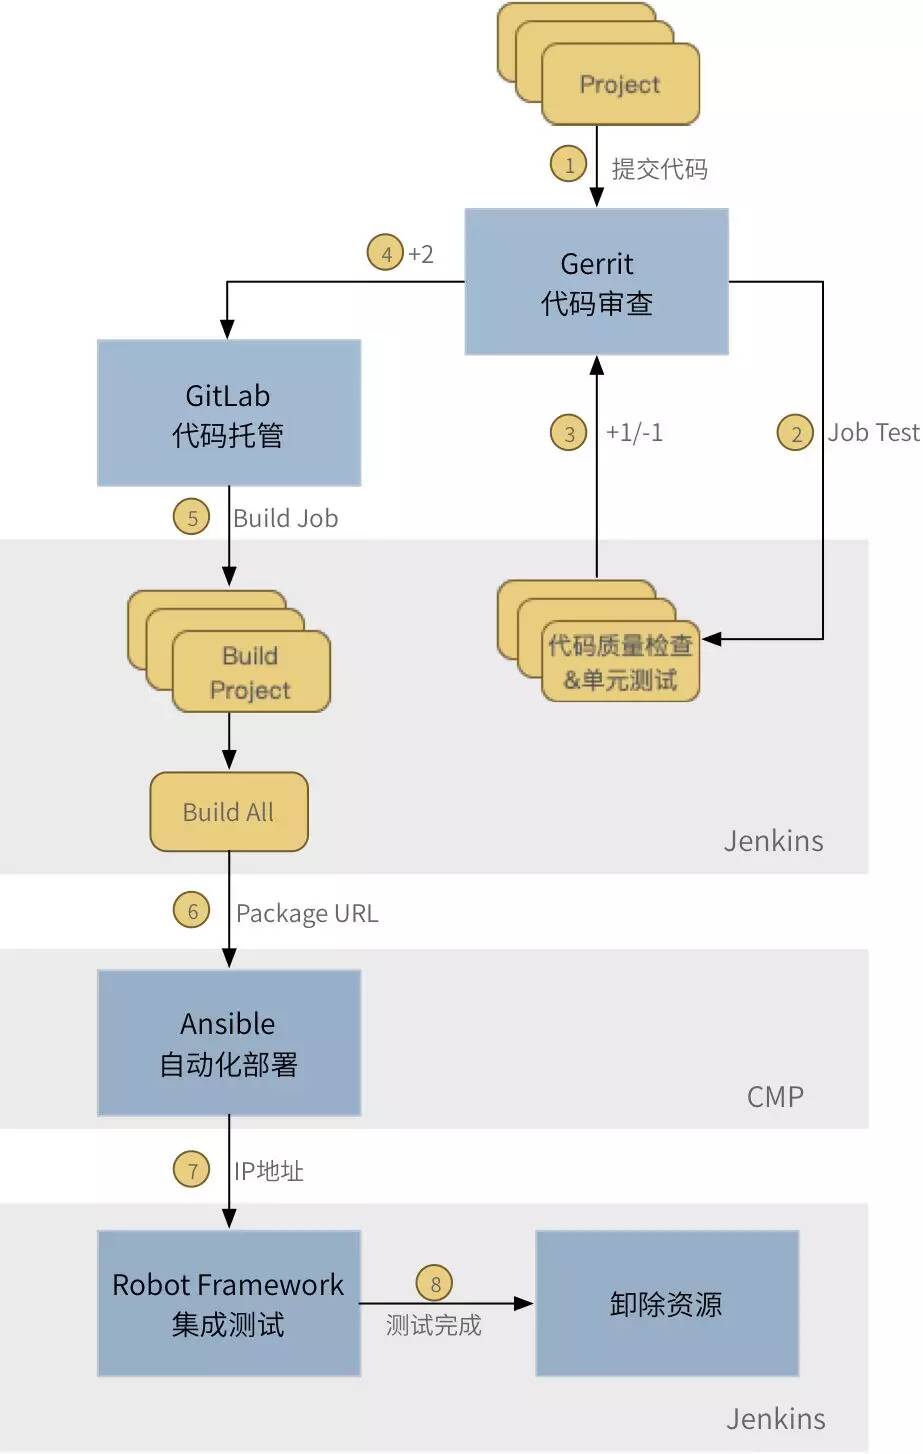 Project
1
提交代码
4
+2
Gerrit
代码审查
GitLab
代码托管
3
+1/-1
2
Job Test
5
Build Job
Build
Project
代码质量检查
&单元测试
Build All
Jenkins
6
Package URL
Ansible
自动化部署
CMP
7
IP地址
Robot Framework
集成测试
8
测试完成
卸除资源
Jenkins